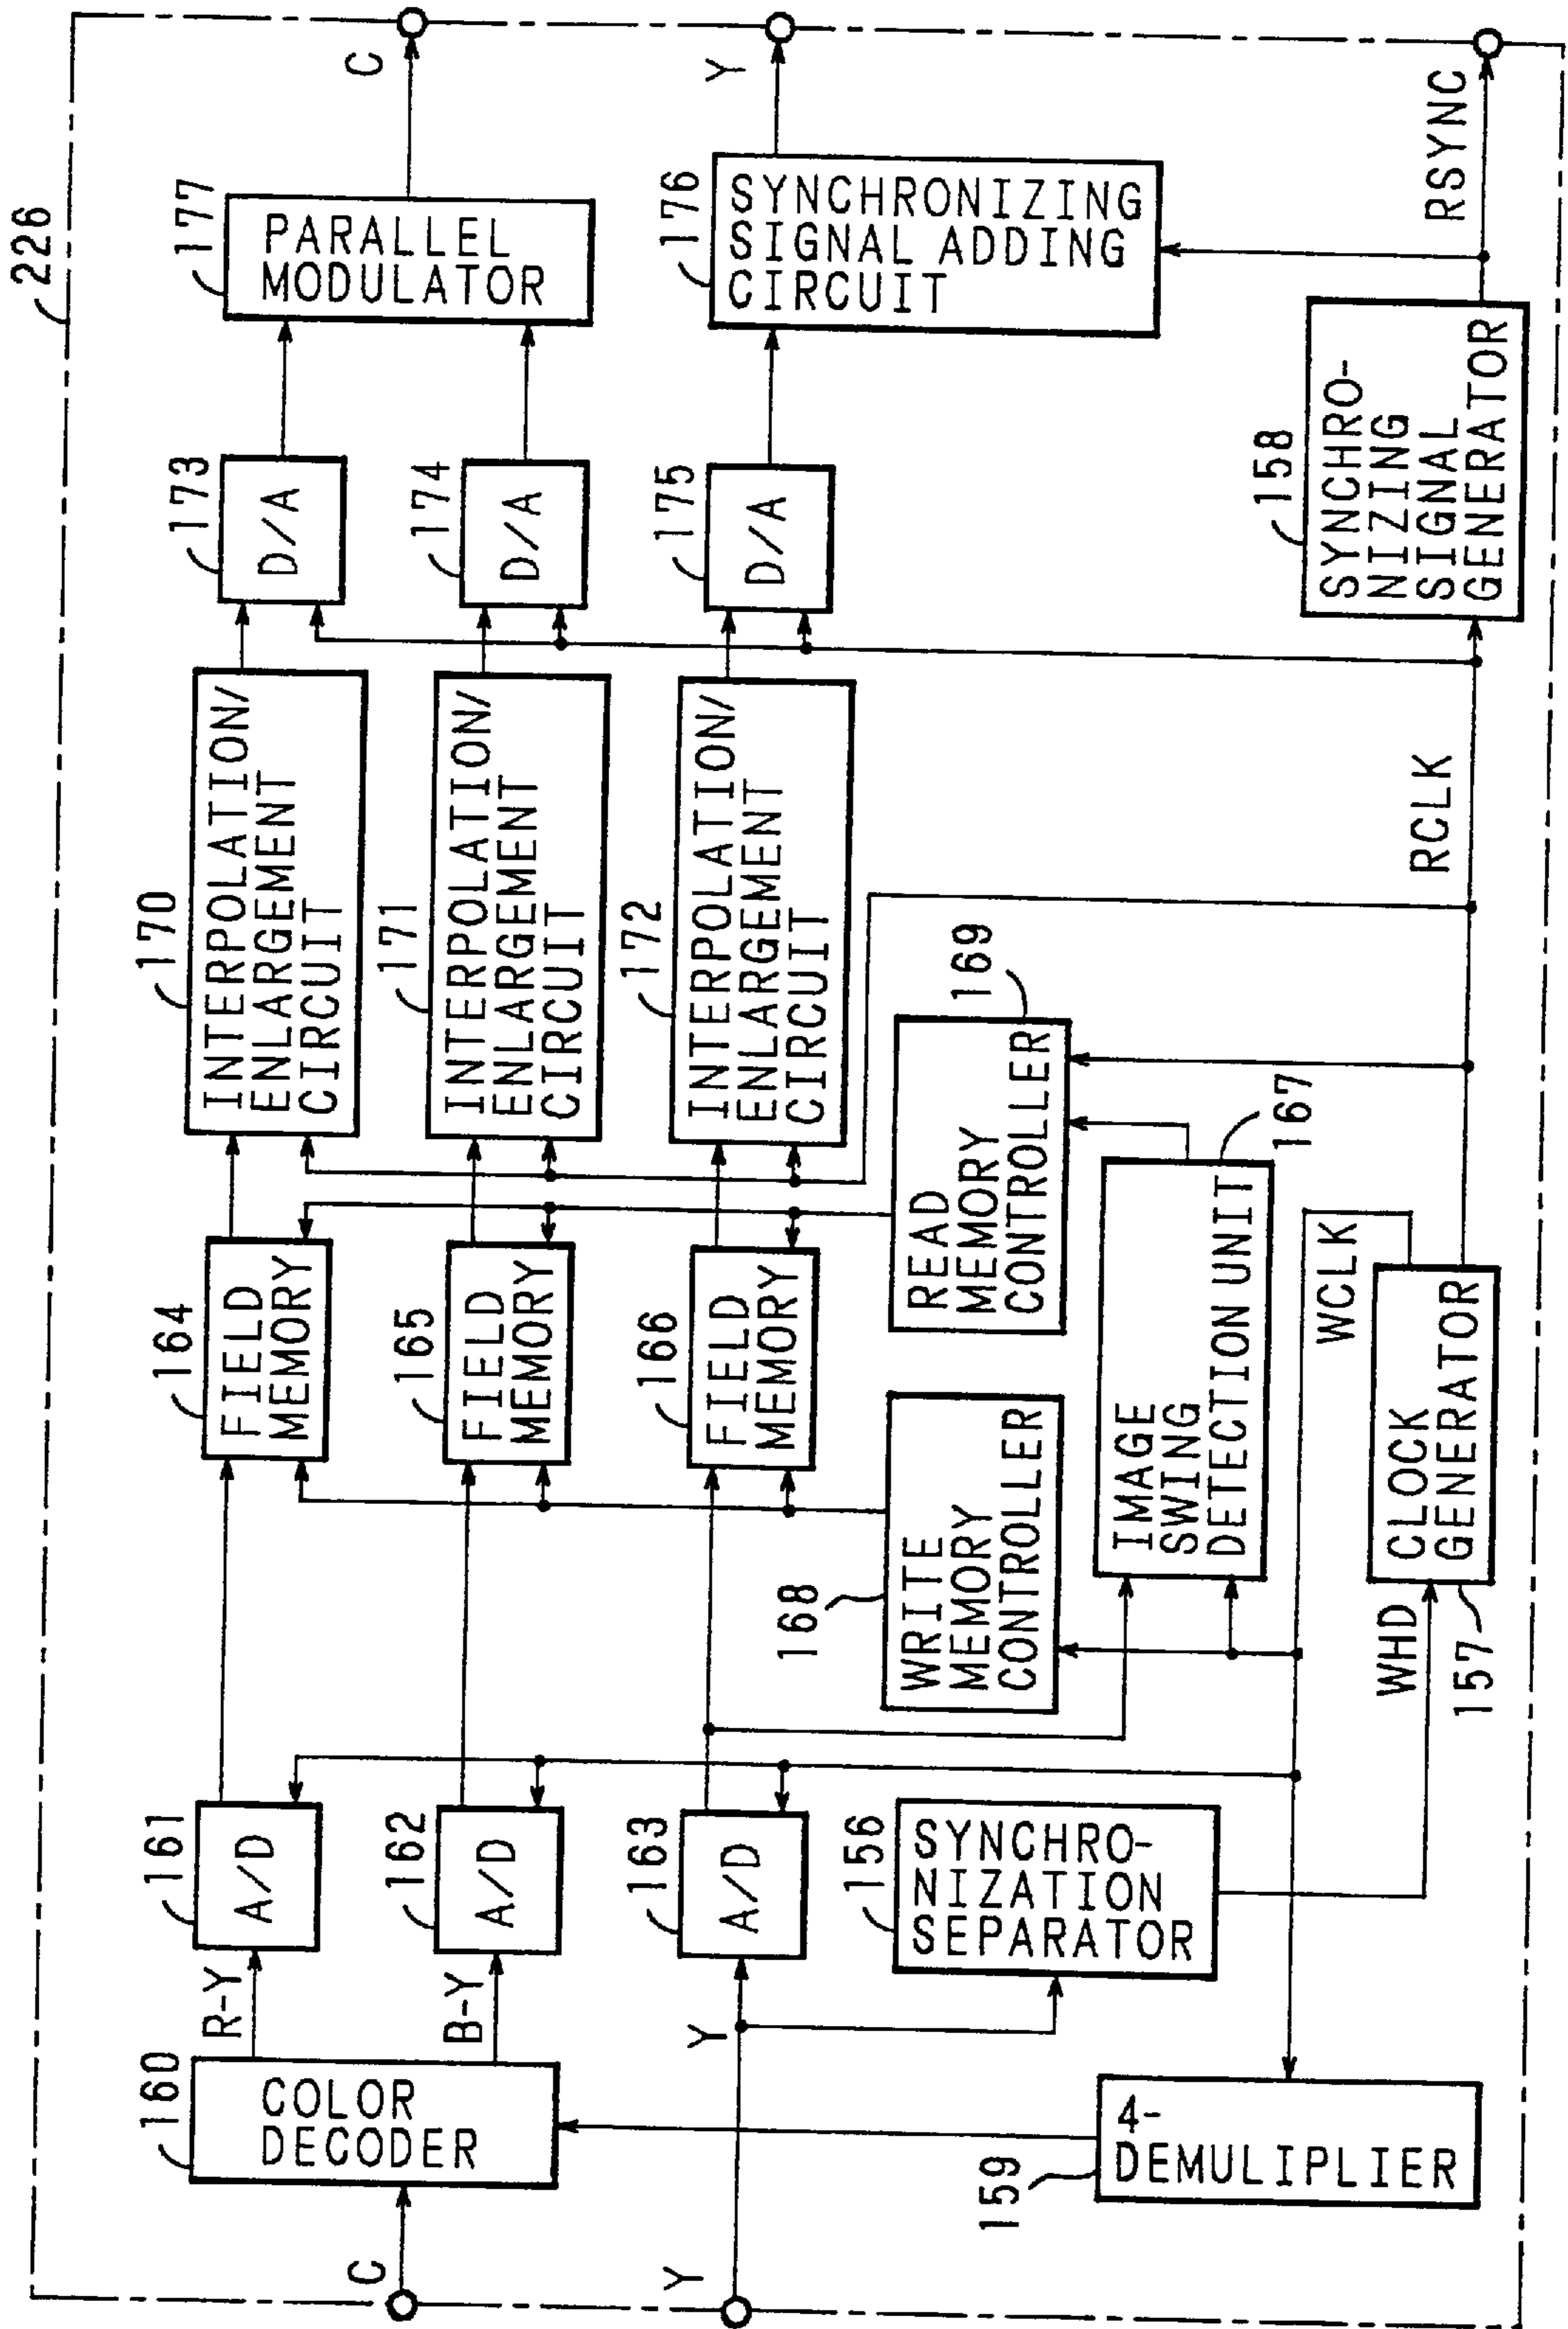 226
C
Y
160
COLOR
DECODER
R-Y
B-Y
Y
161
A/D
162
A/D
163
A/D
156
SYNCHRO-
NIZATION
SEPARATOR
159
4-
DEMULIPLIER
164
FIELD
MEMORY
165
FIELD
MEMORY
166
FIELD
MEMORY
168
WRITE
MEMORY
CONTROLLER
169
READ
MEMORY
CONTROLLER
IMAGE
SWING
DETECTION UNIT
167
WHD
WCLK
CLOCK
GENERATOR
157
170
INTERPOLATION/
ENLARGEMENT
CIRCUIT
171
INTERPOLATION/
ENLARGEMENT
CIRCUIT
172
INTERPOLATION/
ENLARGEMENT
CIRCUIT
RCLK
173
D/A
174
D/A
175
D/A
158
SYNCHRO-
NIZING
SIGNAL
GENERATOR
177
PARALLEL
MODULATOR
176
SYNCHRONIZING
SIGNAL ADDING
CIRCUIT
C
Y
RSYNC